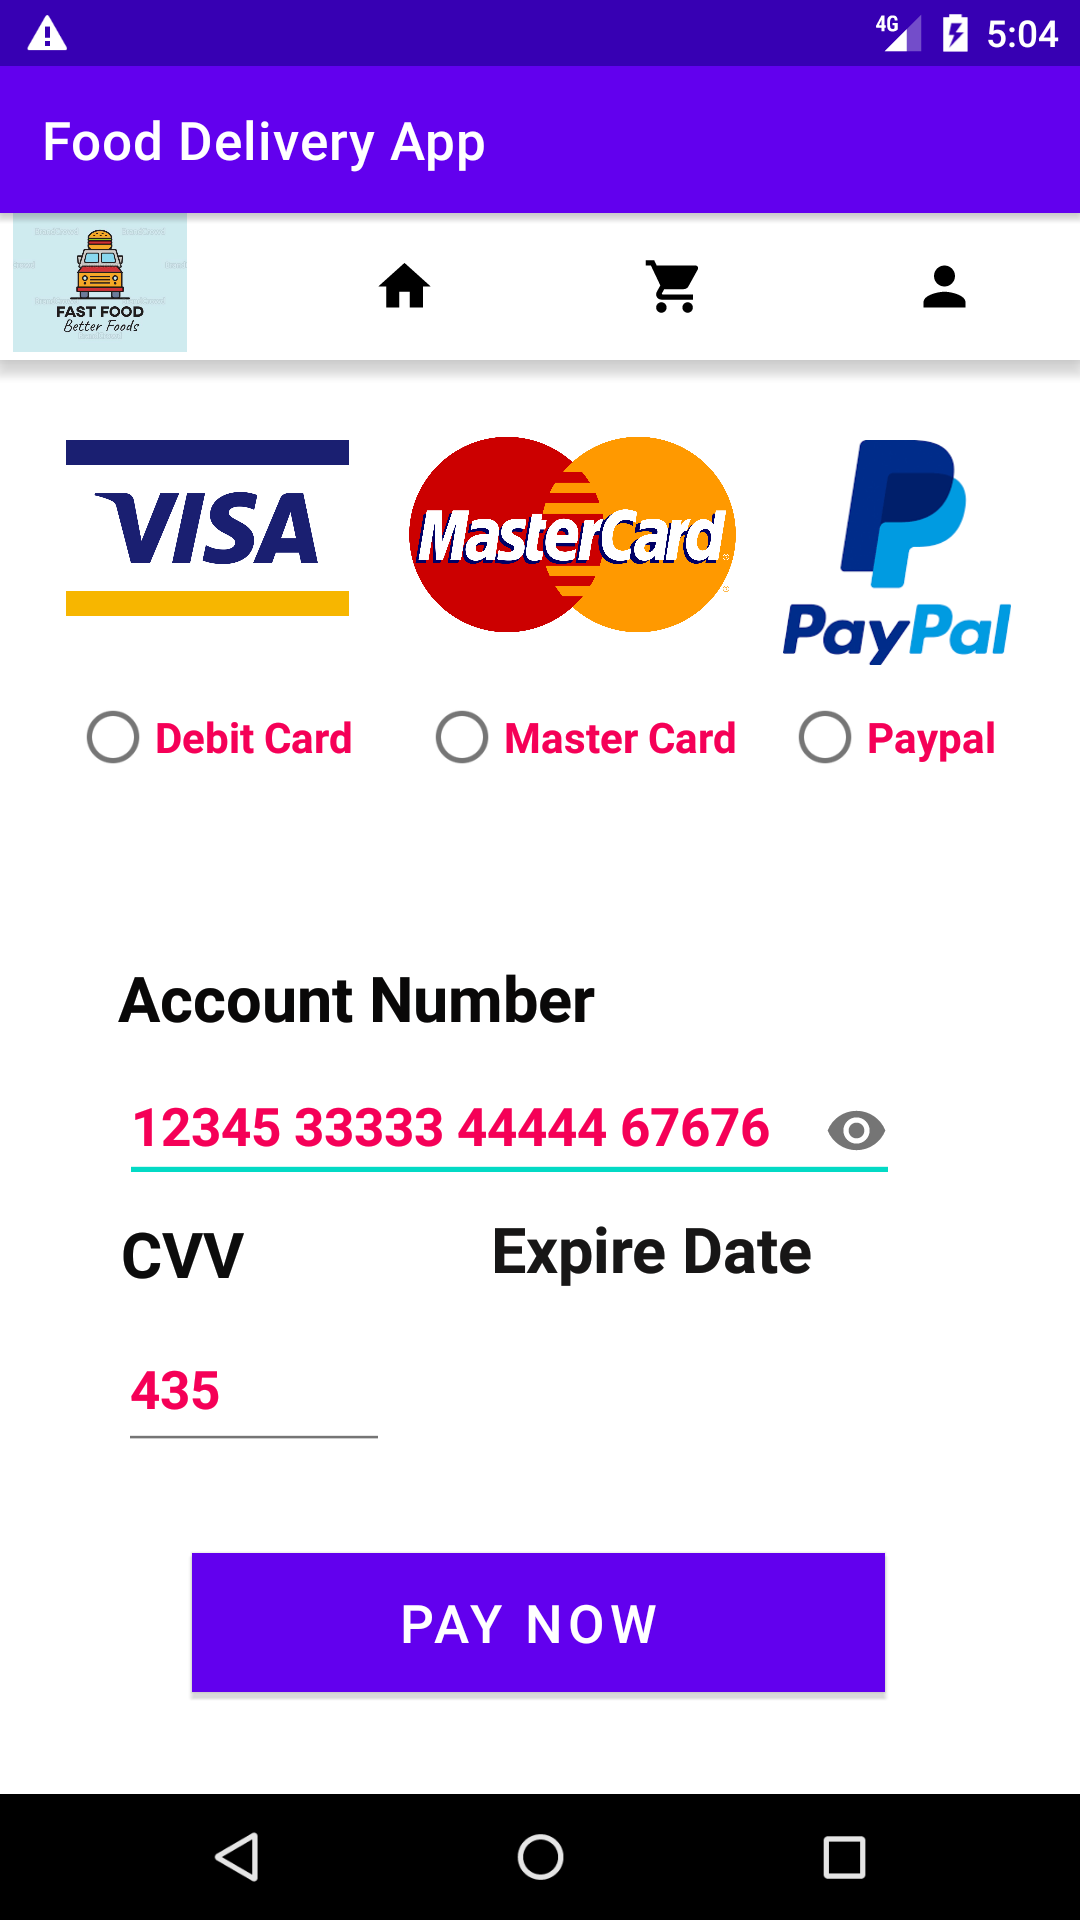 4G 5:04
Food Delivery App
FAST FOOD
Better Foods
VISA
MasterCard
PayPal
Debit Card Master Card Paypal
Account Number
12345 33333 44444 67676
CVV Expire Date
435
PAY NOW